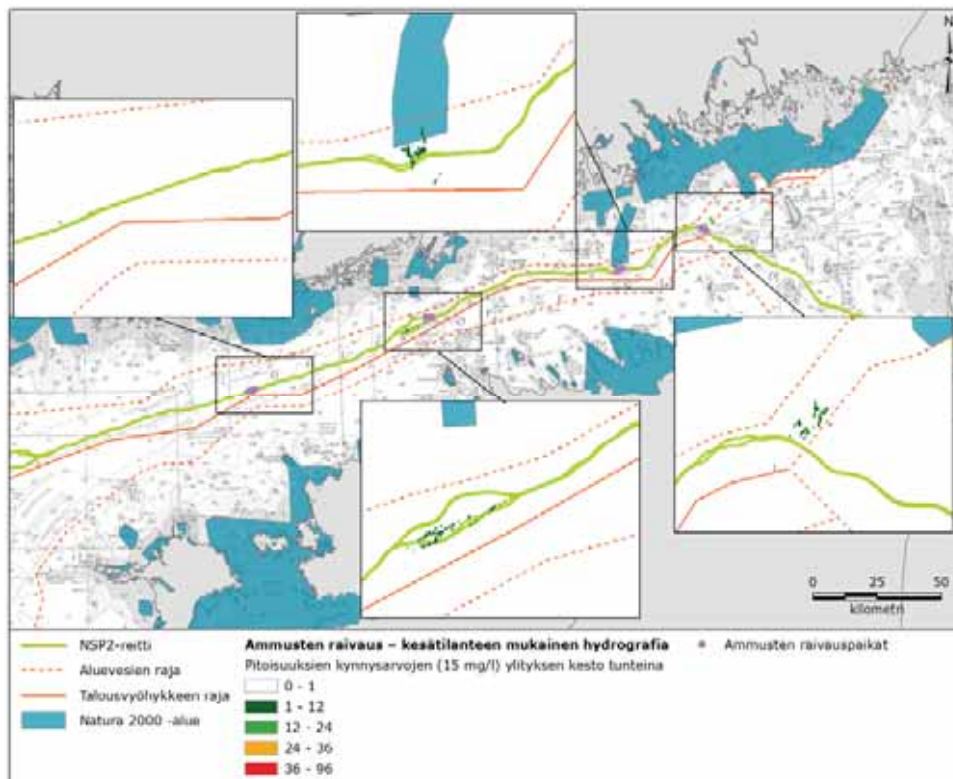 N
0 25 50
kilometri
NSP2-reitti
Aluevesien raja
Talousvyöhykkeen raja
Natura 2000 -alue
Ammusten raivaus – kesätilanteen mukainen hydrografia
Pitoisuuksien kynnysarvojen (15 mg/l) ylityksen kesto tunteina
0 - 1
1 - 12
12 - 24
24 - 36
36 - 96
Ammusten raivauspaikat